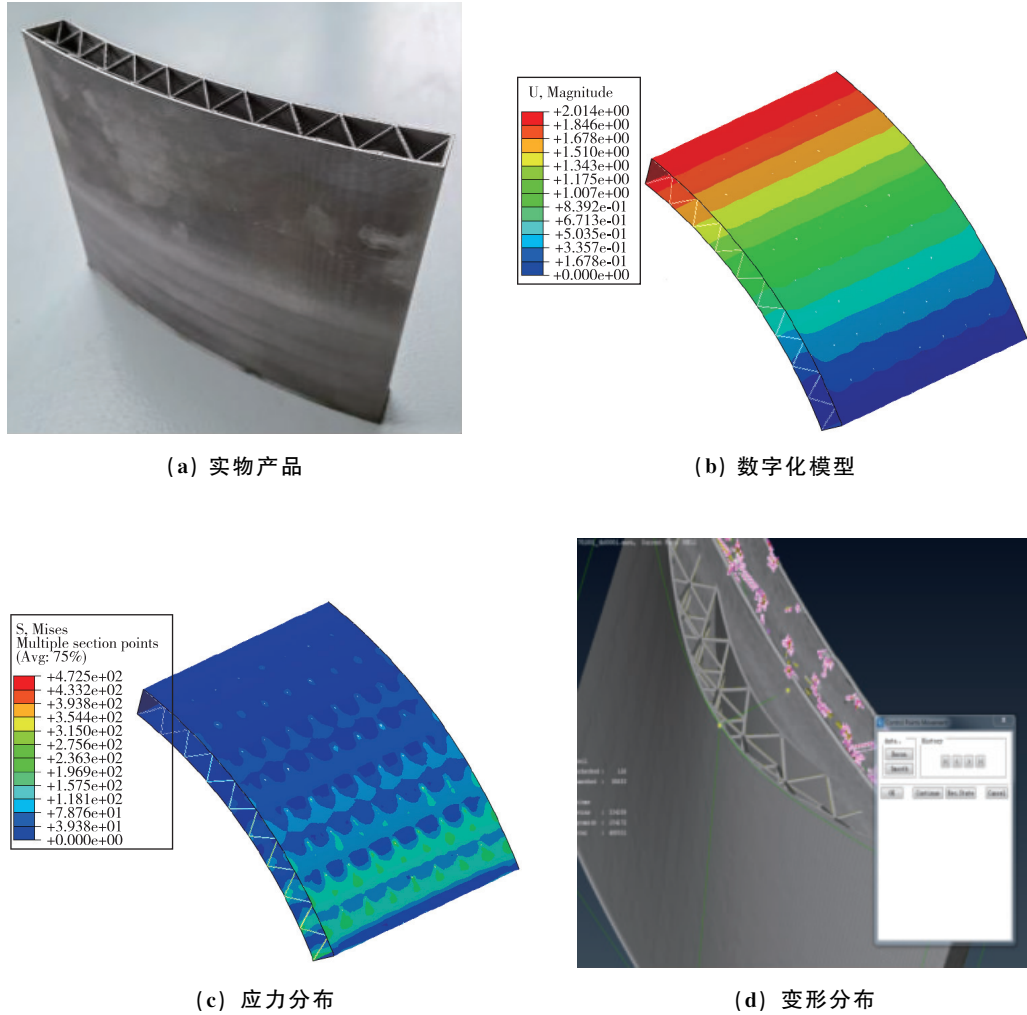 U, Magnitude
+2.014e+00
+1.846e+00
+1.678e+00
+1.510e+00
+1.343e+00
+1.175e+00
+1.007e+00
+8.392e-01
+6.713e-01
+5.035e-01
+3.357e-01
+1.678e-01
+0.000e+00
(a) 实物产品
(b) 数字化模型
S, Mises
Multiple section points
(Avg: 75%)
+4.725e+02
+4.332e+02
+3.938e+02
+3.544e+02
+3.150e+02
+2.756e+02
+2.363e+02
+1.969e+02
+1.575e+02
+1.181e+02
+7.876e+01
+3.938e+01
+0.000e+00
History
Continue
Cancel
(c) 应力分布
(d) 变形分布